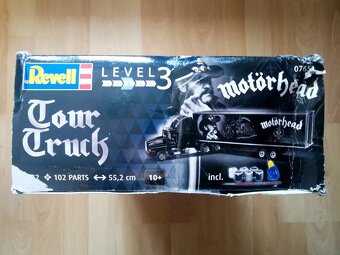 Revell
LEVEL 3
Tour
Truck
motörhead
motörhead
102 PARTS
55,2 cm
10+
incl.